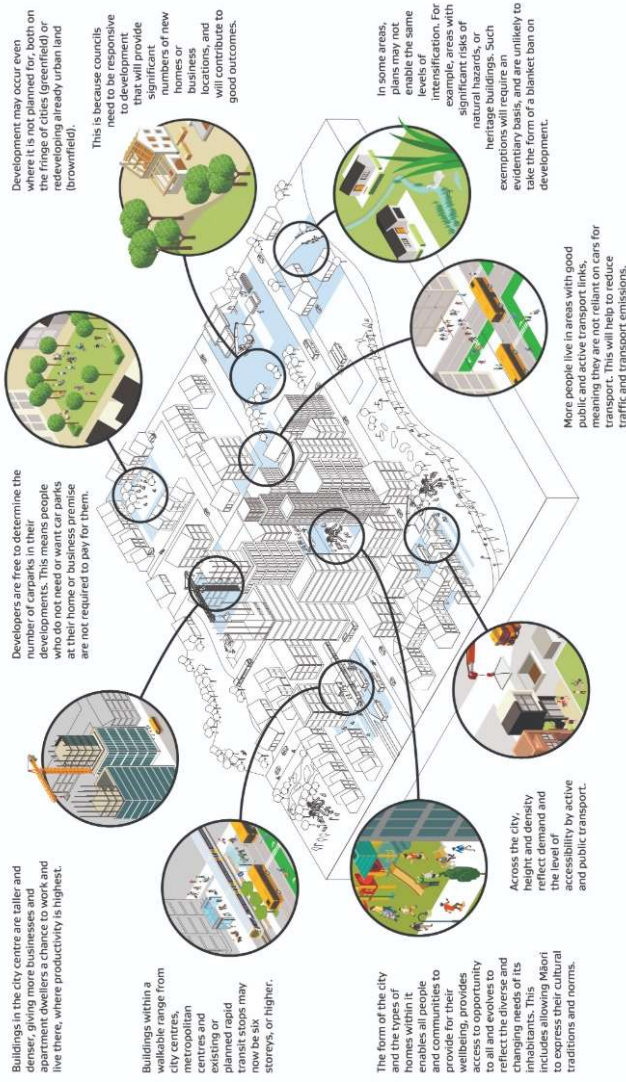 Buildings in the city centre are taller and
denser, giving more businesses and
apartment dwellers a chance to work and
live there, where productivity is highest.
Developers are free to determine the
number of carparks in their
developments. This means people
who do not need or want car parks
at their home or business premise
are not required to pay for them.
Development may occur even
where it is not planned for, both on
the fringe of cities (greenfield) or
redeveloping already urban land
(brownfield).
This is because councils
need to be responsive
to development
that will provide
significant
numbers of new
homes or
business
locations, and
will contribute to
good outcomes.
Buildings within a
walkable range from
city centres,
metropolitan
centres and
existing or
planned rapid
transit stops may
now be six
storeys, or higher.
In some areas,
plans may not
enable the same
levels of
intensification. For
example, areas with
significant risks of
natural hazards, or
heritage buildings. Such
exemptions will require an
evidentiary basis, and are unlikely to
take the form of a blanket ban on
development.
The form of the city
and the types of
homes within it
enables all people
and communities to
provide for their
wellbeing, provides
access to opportunity
to all and evolves to
reflect the diverse and
changing needs of its
inhabitants. This
includes allowing Māori
to express their cultural
traditions and norms.
Across the city,
height and density
reflect demand and
the level of
accessibility by active
and public transport.
More people live in areas with good
public and active transport links,
meaning they are not reliant on cars for
transport. This will help to reduce
traffic and transport emissions.